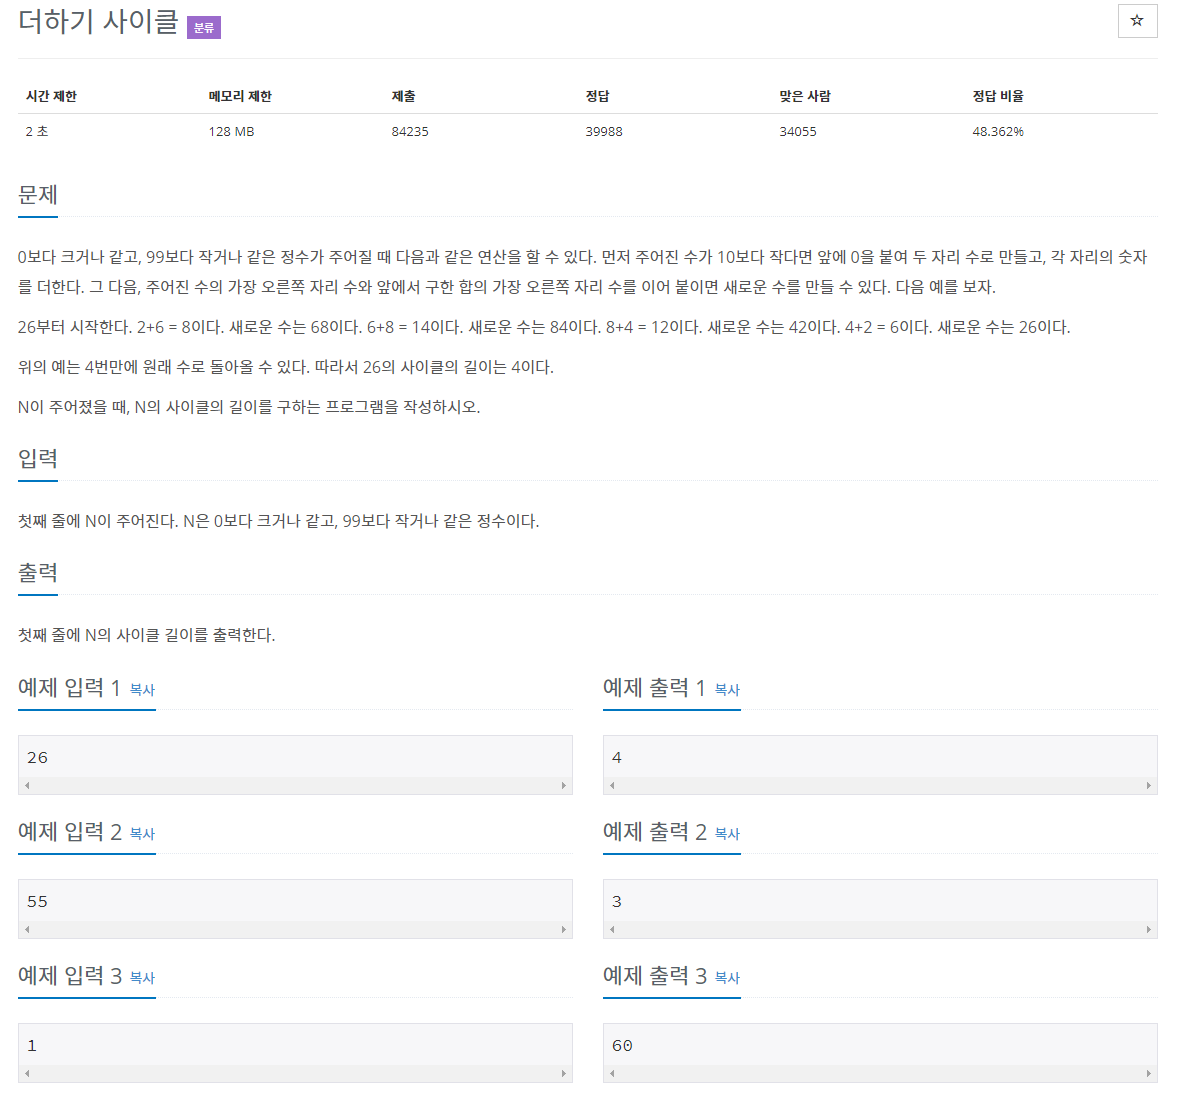 더하기 사이클 분류
☆
시간 제한 메모리 제한 제출 정답 맞은 사람 정답 비율
2 초 128 MB 84235 39988 34055 48.362%
문제
0보다 크거나 같고, 99보다 작거나 같은 정수가 주어질 때 다음과 같은 연산을 할 수 있다. 먼저 주어진 수가 10보다 작다면 앞에 0을 붙여 두 자리 수로 만들고, 각 자리의 숫자
를 더한다. 그 다음, 주어진 수의 가장 오른쪽 자리 수와 앞에서 구한 합의 가장 오른쪽 자리 수를 이어 붙이면 새로운 수를 만들 수 있다. 다음 예를 보자.
26부터 시작한다. 2+6 = 8이다. 새로운 수는 68이다. 6+8 = 14이다. 새로운 수는 84이다. 8+4 = 12이다. 새로운 수는 42이다. 4+2 = 6이다. 새로운 수는 26이다.
위의 예는 4번만에 원래 수로 돌아올 수 있다. 따라서 26의 사이클의 길이는 4이다.
N이 주어졌을 때, N의 사이클의 길이를 구하는 프로그램을 작성하시오.
입력
첫째 줄에 N이 주어진다. N은 0보다 크거나 같고, 99보다 작거나 같은 정수이다.
출력
첫째 줄에 N의 사이클 길이를 출력한다.
예제 입력 1 복사
26
예제 출력 1 복사
4
예제 입력 2 복사
55
예제 출력 2 복사
3
예제 입력 3 복사
1
예제 출력 3 복사
60